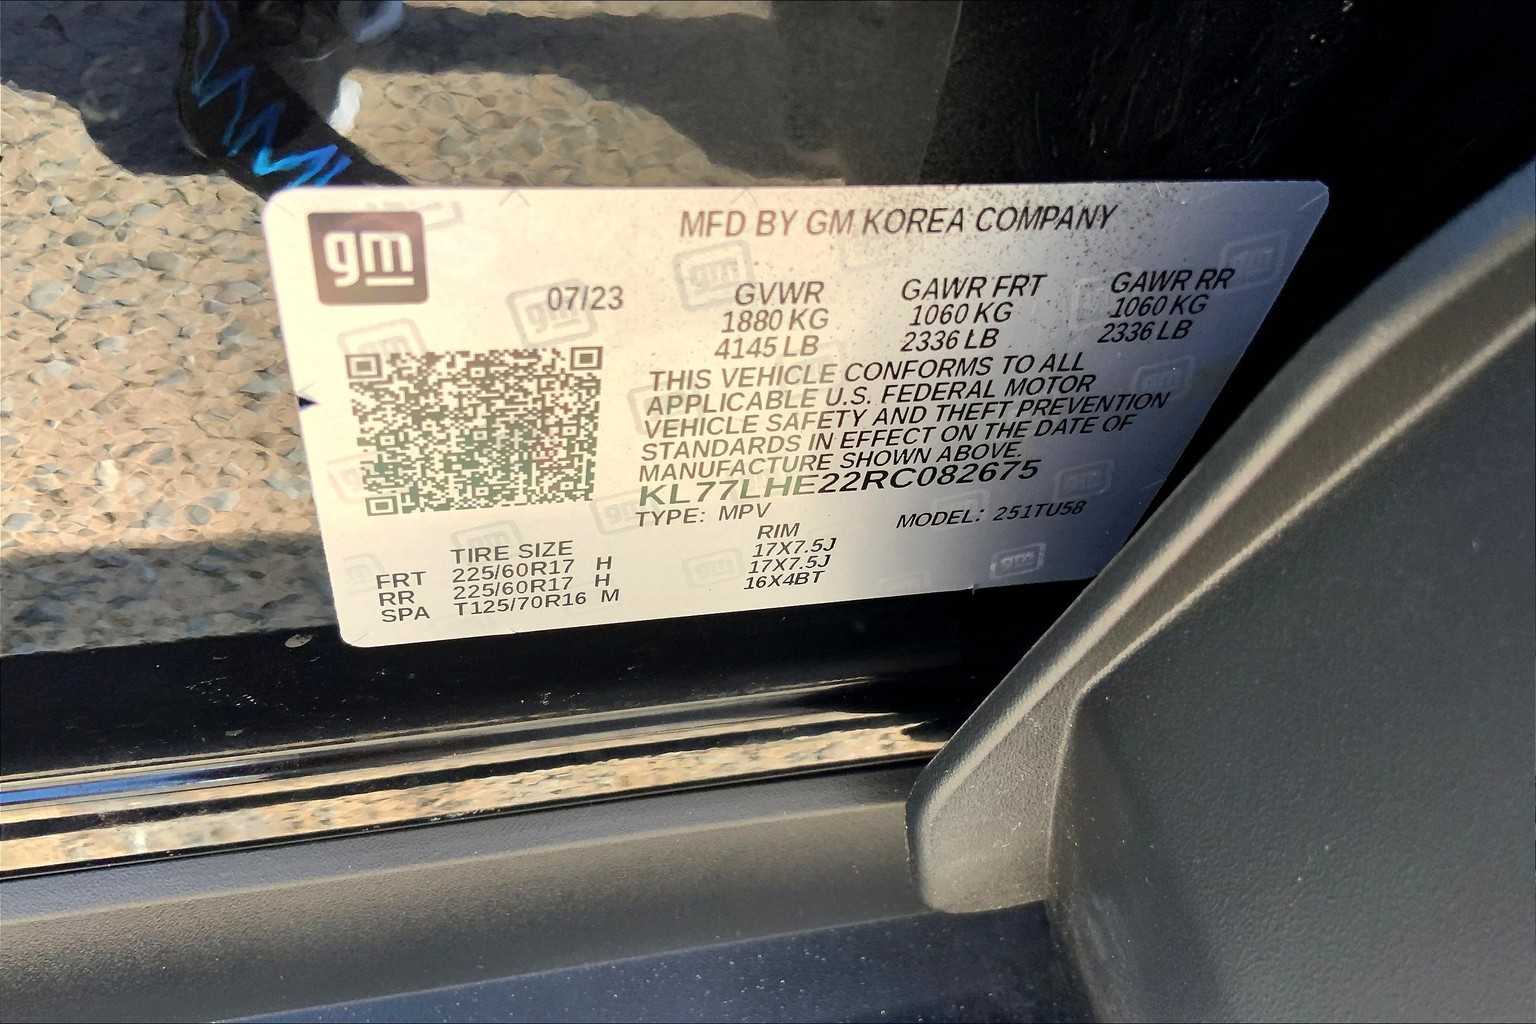 gm
MFD BY GM KOREA COMPANY
07/23 GVWR GAWR FRT GAWR RR
1880 KG 1060 KG 1060 KG
4145 LB 2336 LB 2336 LB
THIS VEHICLE CONFORMS TO ALL
APPLICABLE U.S. FEDERAL MOTOR
VEHICLE SAFETY AND THEFT PREVENTION
STANDARDS IN EFFECT ON THE DATE OF
MANUFACTURE SHOWN ABOVE.
KL77LHE22RC082675
TYPE: MPV MODEL: 251TU58
TIRE SIZE RIM
FRT 225/60R17 H 17X7.5J
RR 225/60R17 H 17X7.5J
SPA T125/70R16 M 16X4BT